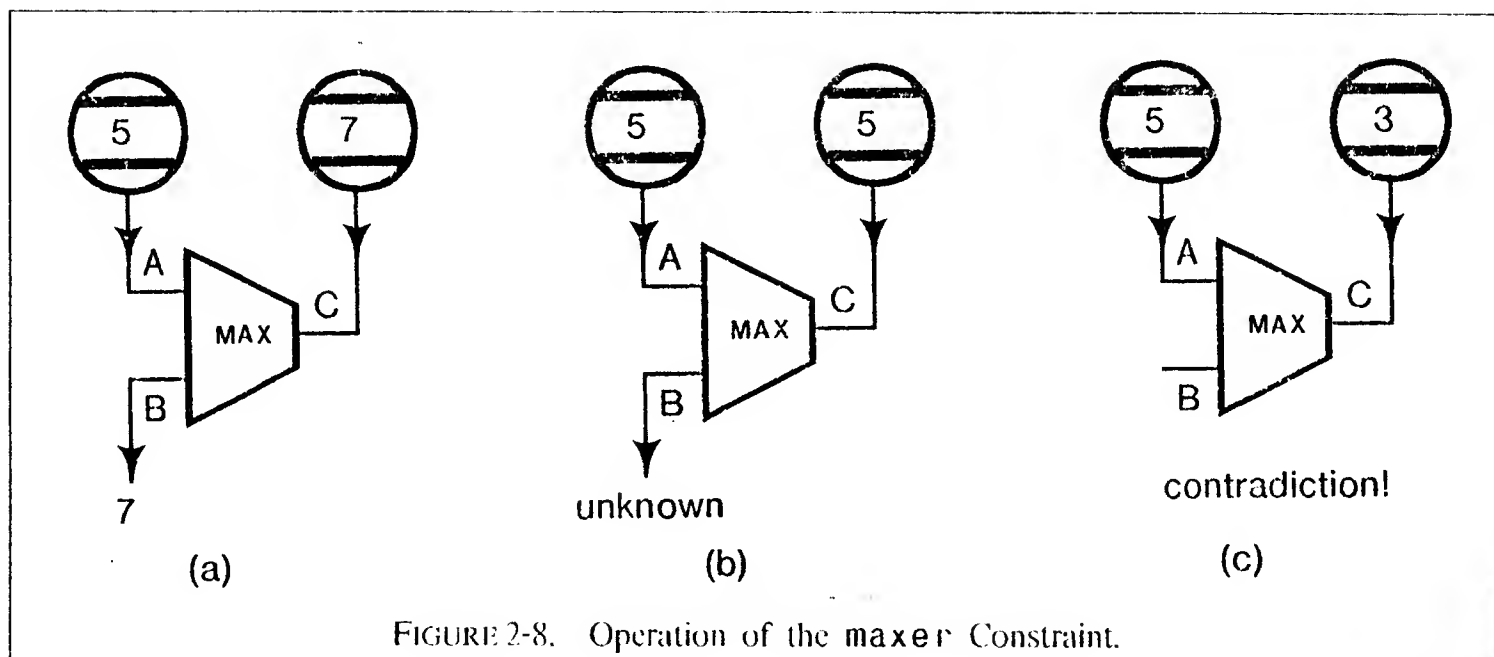 5 7 5 5 5 3
A A A
C C C
MAX MAX MAX
B B B
7 unknown contradiction!
(a) (b) (c)
FIGURE 2-8. Operation of the maxer Constraint.